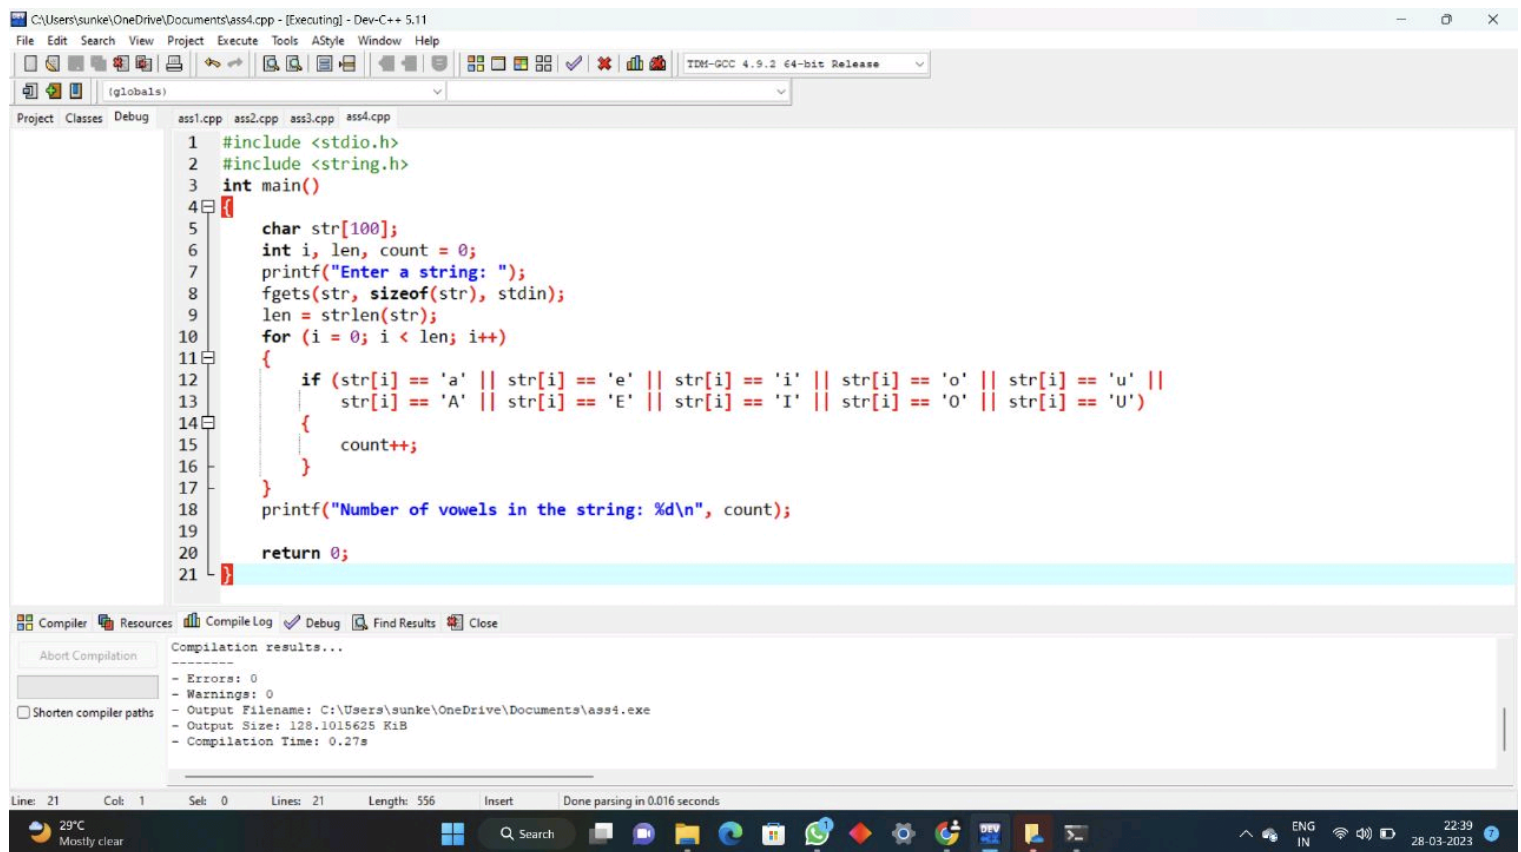 C:\Users\sunke\OneDrive\Documents\ass4.cpp - [Executing] - Dev-C++ 5.11
File Edit Search View Project Execute Tools AStyle Window Help
TDM-GCC 4.9.2 64-bit Release
(globals)
Project Classes Debug
ass1.cpp ass2.cpp ass3.cpp ass4.cpp
1 #include <stdio.h>
2 #include <string.h>
3 int main()
4 {
5 char str[100];
6 int i, len, count = 0;
7 printf("Enter a string: ");
8 fgets(str, sizeof(str), stdin);
9 len = strlen(str);
10 for (i = 0; i < len; i++)
11 {
12 if (str[i] == 'a' || str[i] == 'e' || str[i] == 'i' || str[i] == 'o' || str[i] == 'u' ||
13 str[i] == 'A' || str[i] == 'E' || str[i] == 'I' || str[i] == 'O' || str[i] == 'U')
14 {
15 count++;
16 }
17 }
18 printf("Number of vowels in the string: %d\n", count);
19
20 return 0;
21 }
Compiler Resources Compile Log Debug Find Results Close
Abort Compilation
Shorten compiler paths
Compilation results...
--------
- Errors: 0
- Warnings: 0
- Output Filename: C:\Users\sunke\OneDrive\Documents\ass4.exe
- Output Size: 128.1015625 KiB
- Compilation Time: 0.27s
Line: 21 Col: 1 Sel: 0 Lines: 21 Length: 556 Insert Done parsing in 0.016 seconds
29°C
Mostly clear
Search
DEV
1
ENG
IN
22:39
28-03-2023
7